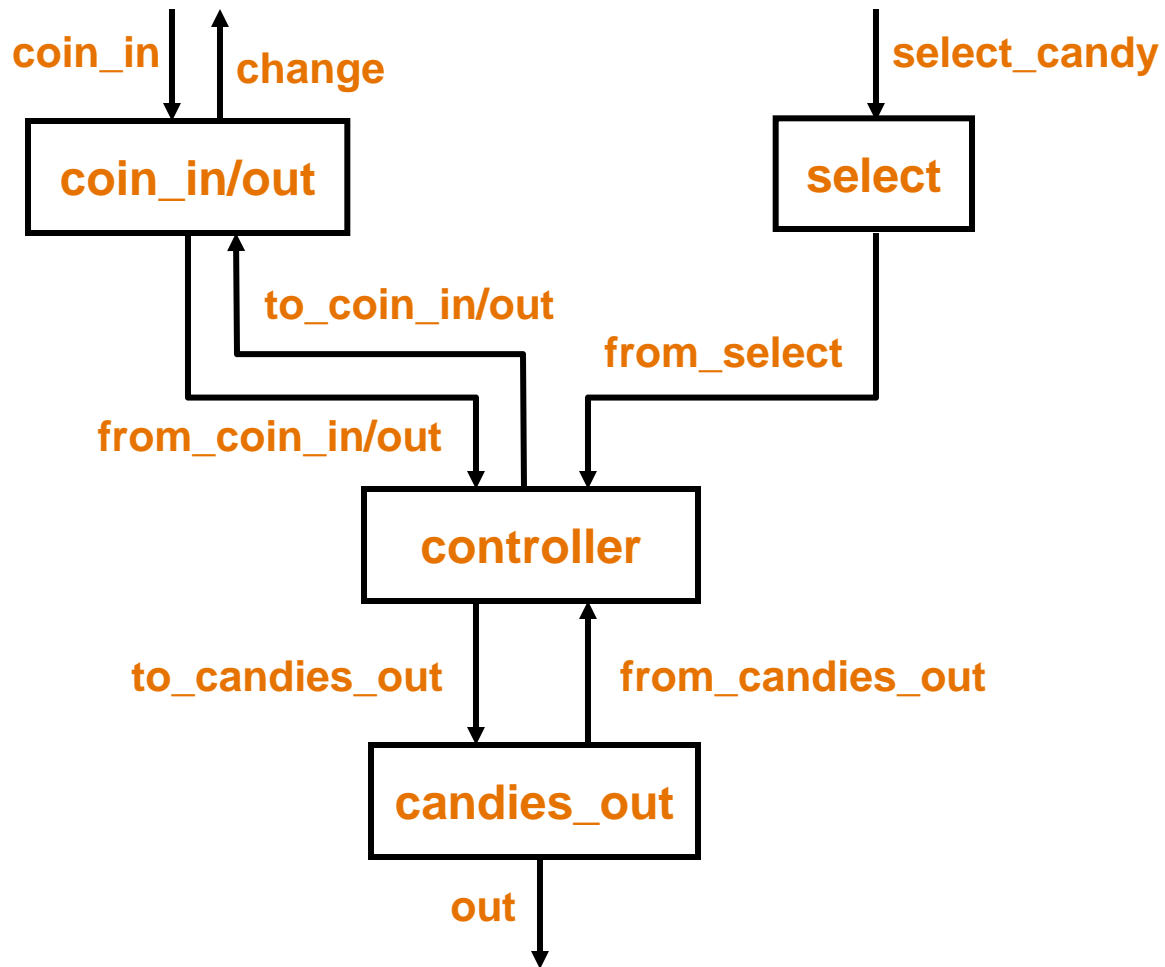 coin_in
change
select_candy
coin_in/out
select
to_coin_in/out
from_select
from_coin_in/out
controller
to_candies_out
from_candies_out
candies_out
out